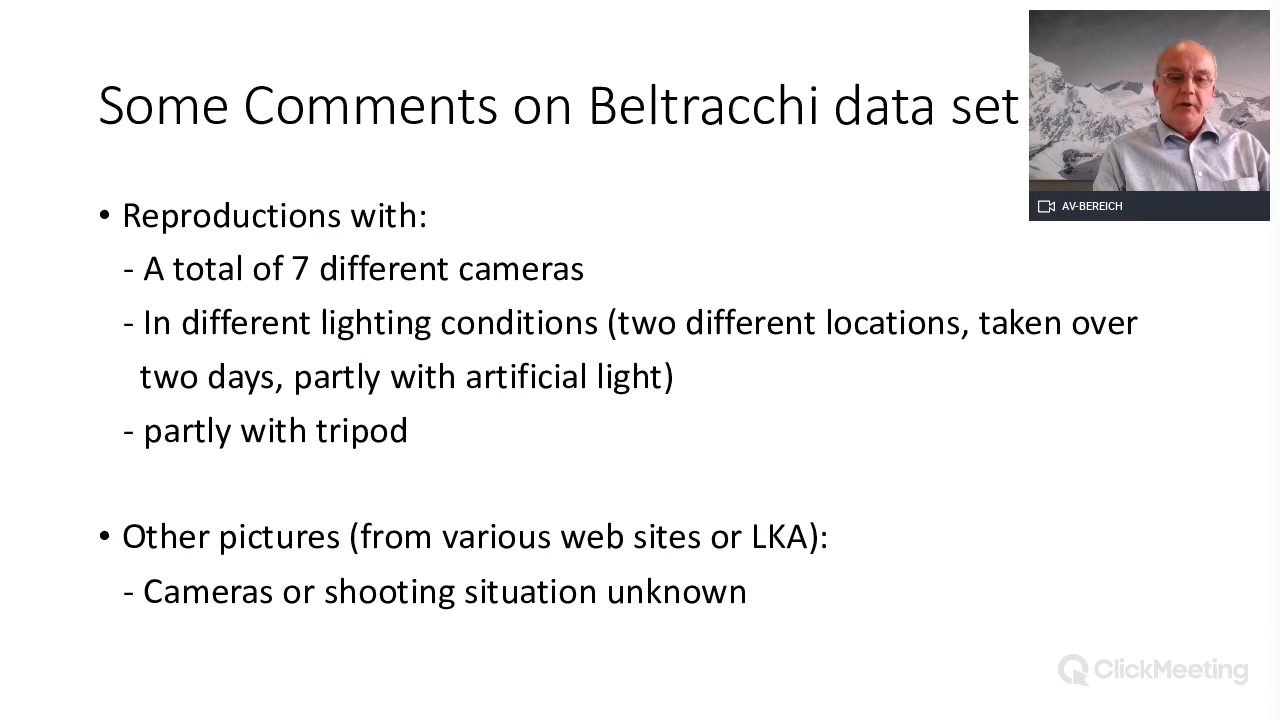 Some Comments on Beltracchi data set
• Reproductions with:
- A total of 7 different cameras
- In different lighting conditions (two different locations, taken over
two days, partly with artificial light)
- partly with tripod
• Other pictures (from various web sites or LKA):
- Cameras or shooting situation unknown
AV-BEREICH
ClickMeeting